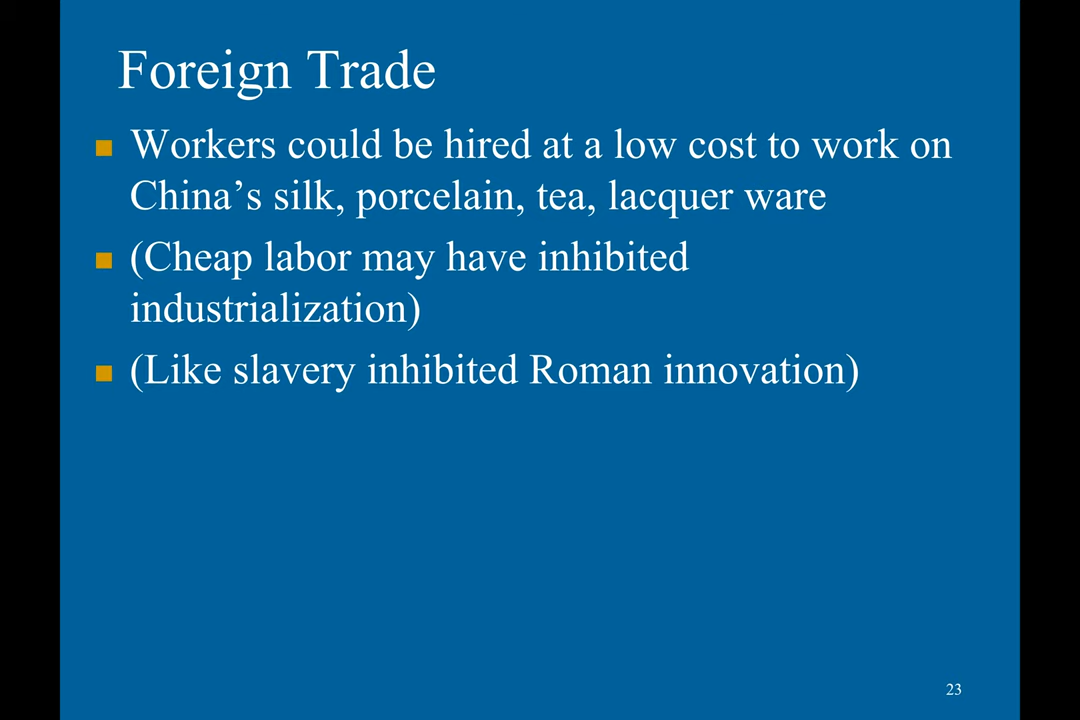 Foreign Trade
Workers could be hired at a low cost to work on
China’s silk, porcelain, tea, lacquer ware
(Cheap labor may have inhibited
industrialization)
(Like slavery inhibited Roman innovation)
23